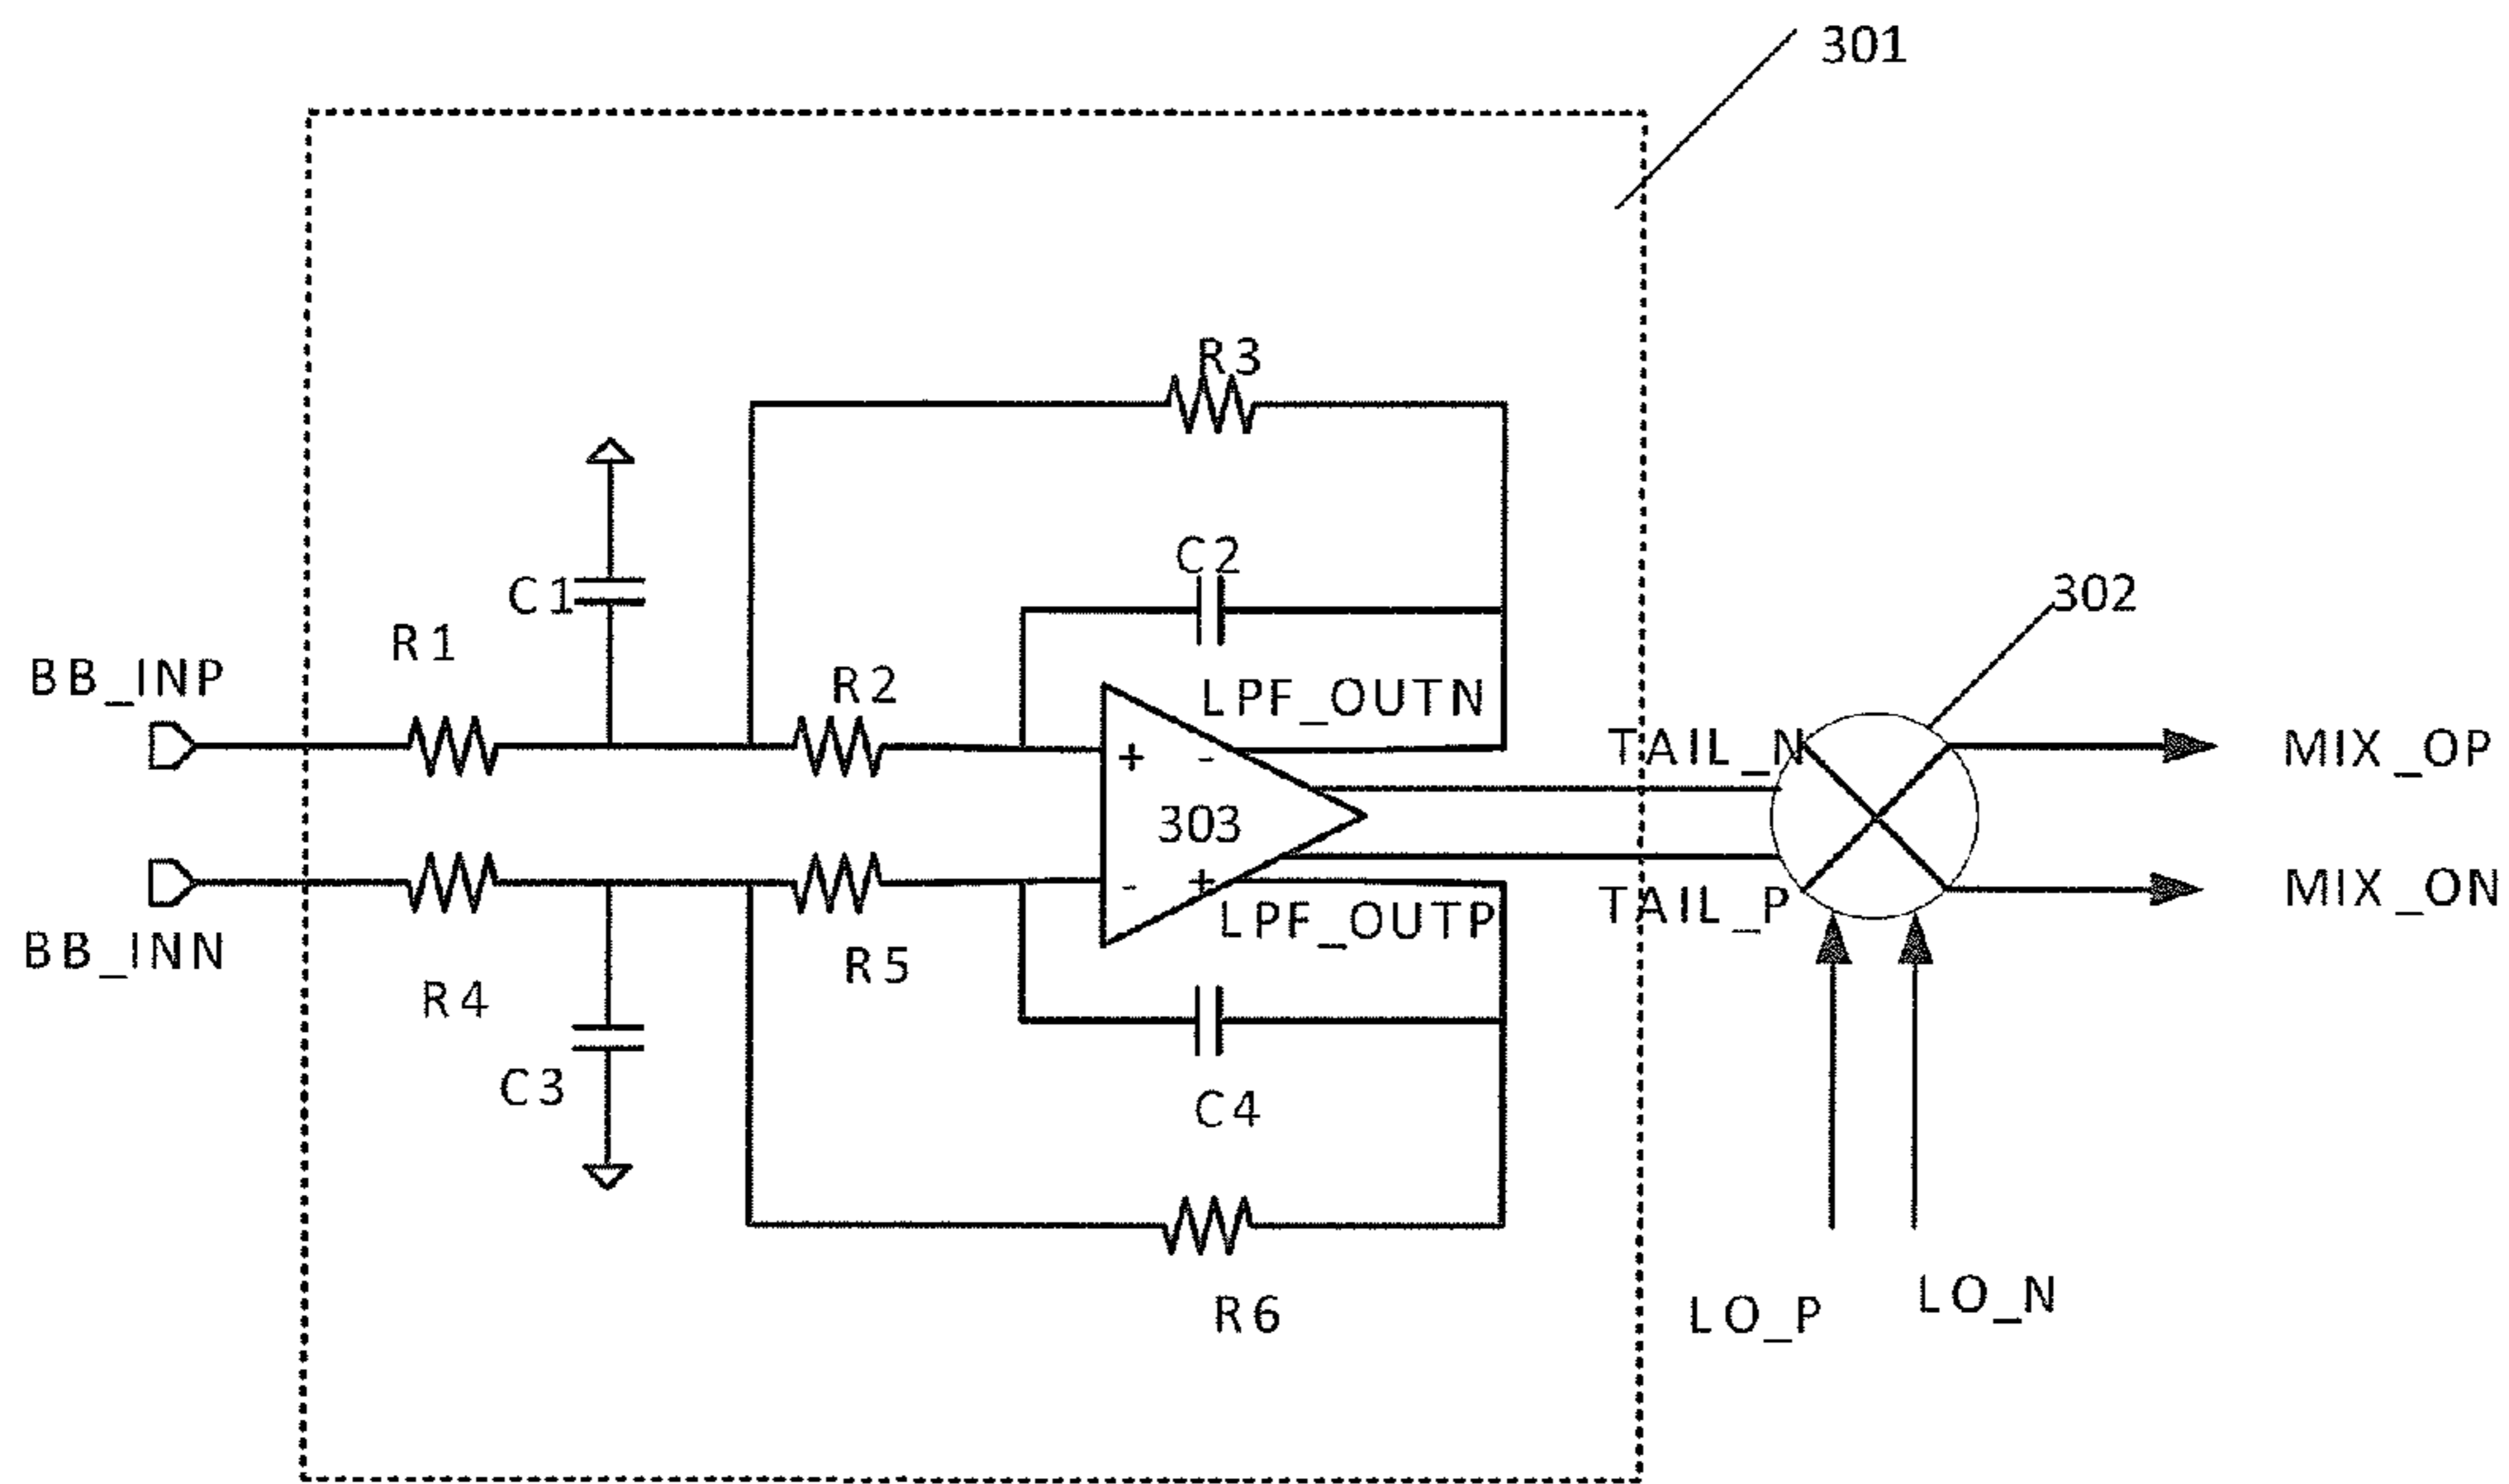 301
R3
C2
302
C1
R1
BB_INP
R2
LPF_OUTN
TAIL_N
MIX_OP
+
-
303
-
+
LPF_OUTP
TAIL_P
MIX_ON
BB_INN
R4
R5
C3
C4
R6
LO_P
LO_N